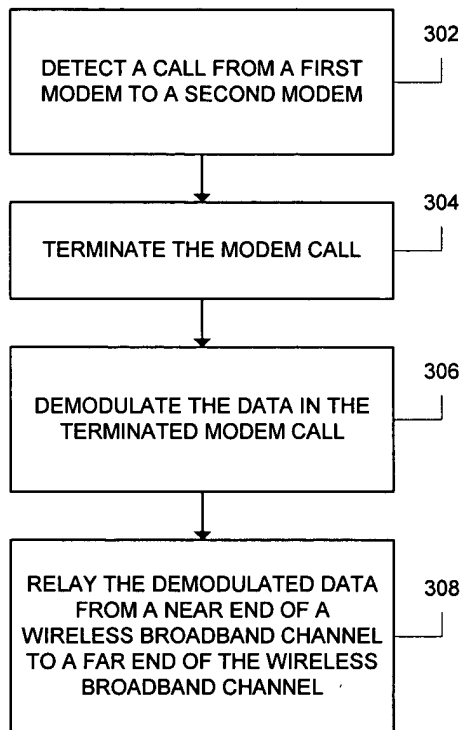 302
DETECT A CALL FROM A FIRST
MODEM TO A SECOND MODEM
304
TERMINATE THE MODEM CALL
306
DEMODULATE THE DATA IN THE
TERMINATED MODEM CALL
308
RELAY THE DEMODULATED DATA
FROM A NEAR END OF A
WIRELESS BROADBAND CHANNEL
TO A FAR END OF THE WIRELESS
BROADBAND CHANNEL